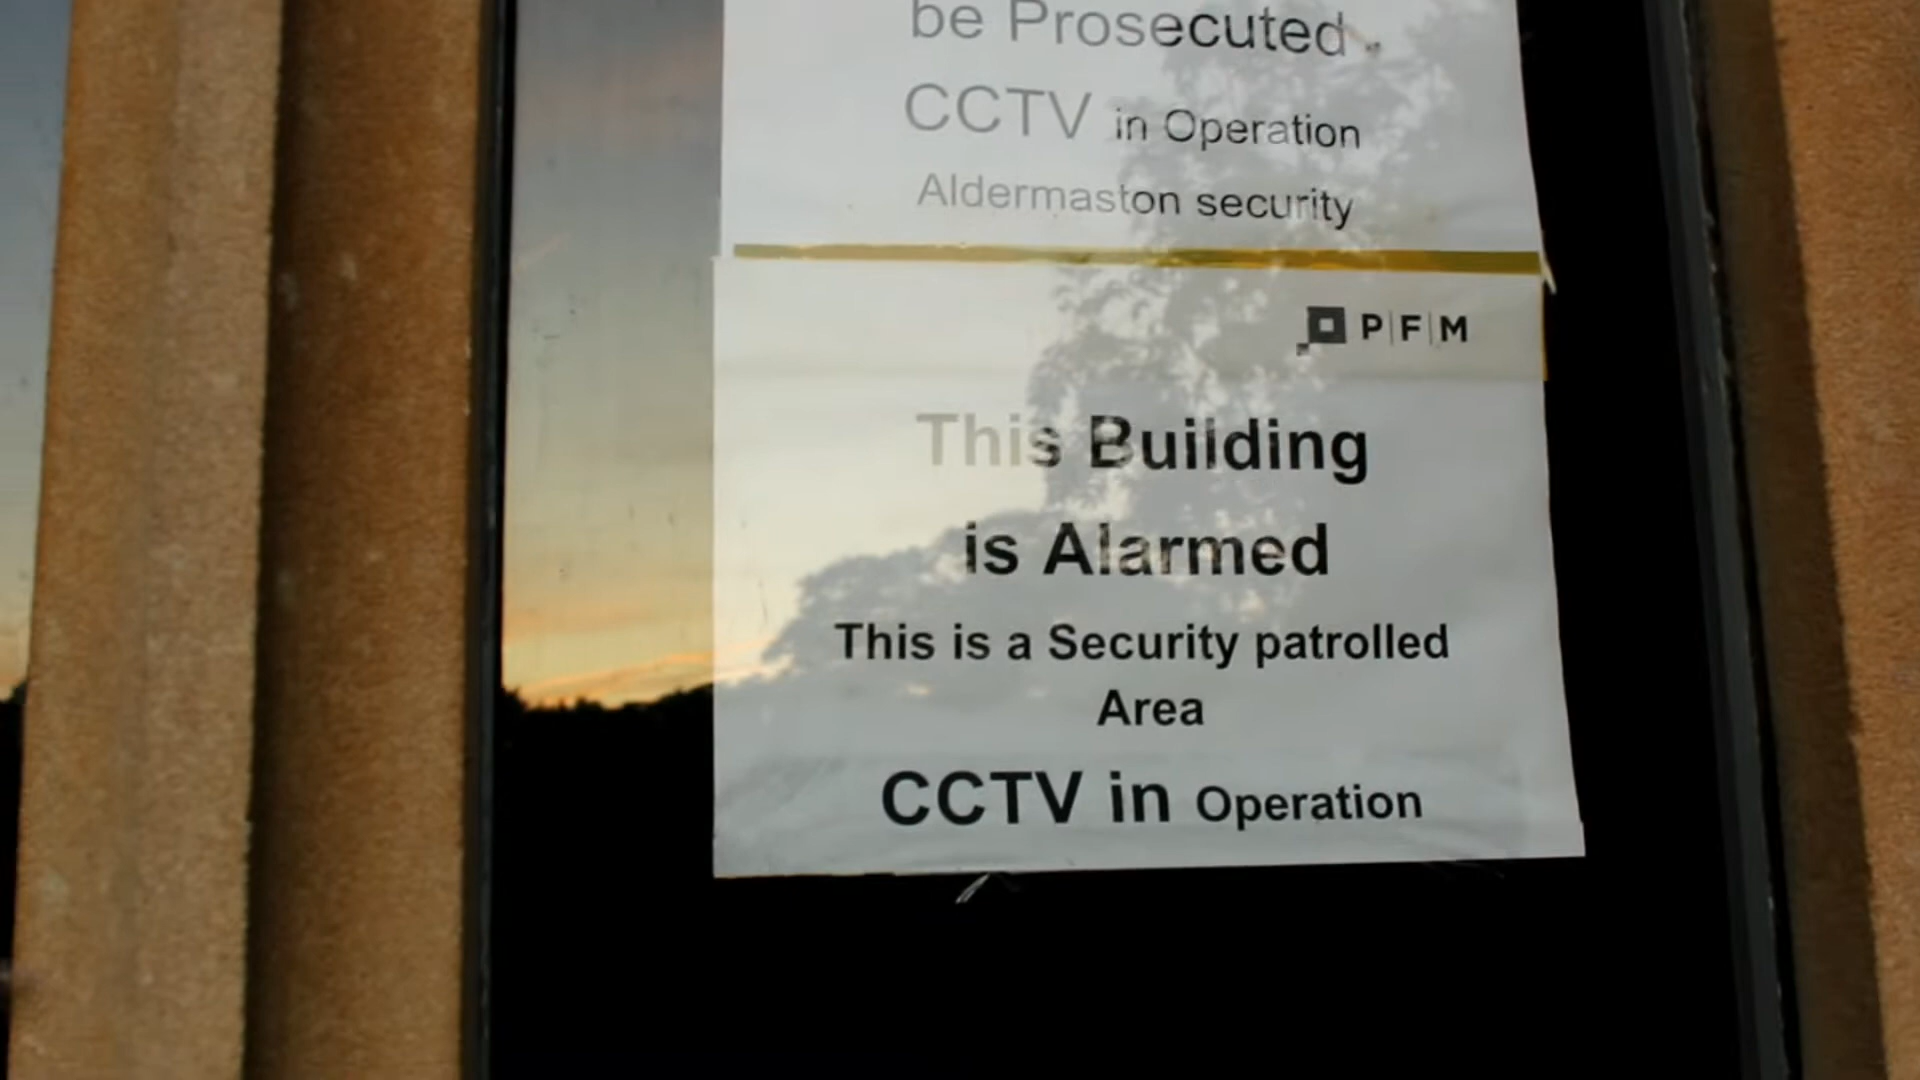 be Prosecuted.
CCTV in Operation
Aldermaston security
P|F|M
This Building
is Alarmed
This is a Security patrolled
Area
CCTV in Operation